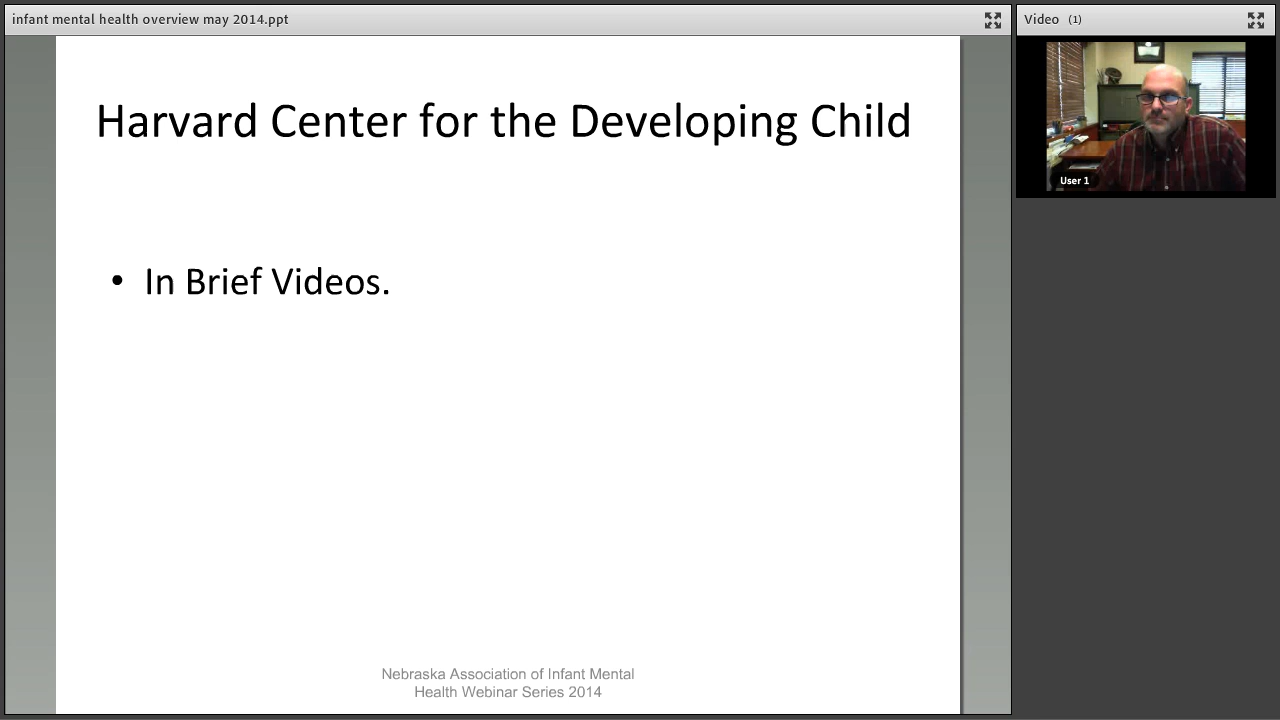 infant mental health overview may 2014.ppt
Video (1)
Harvard Center for the Developing Child
User 1
• In Brief Videos.
Nebraska Association of Infant Mental
Health Webinar Series 2014